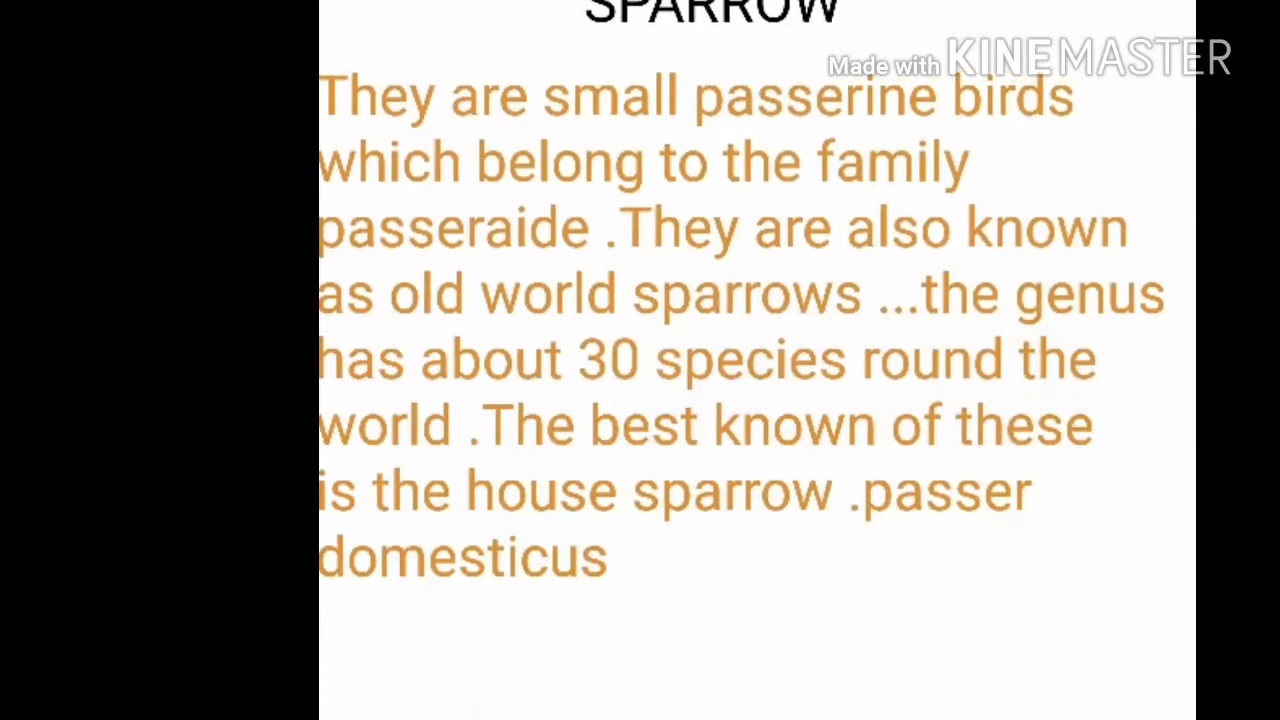 SPARROW
Made with KINEMASTER
They are small passerine birds
which belong to the family
passeraide .They are also known
as old world sparrows ...the genus
has about 30 species round the
world .The best known of these
is the house sparrow .passer
domesticus